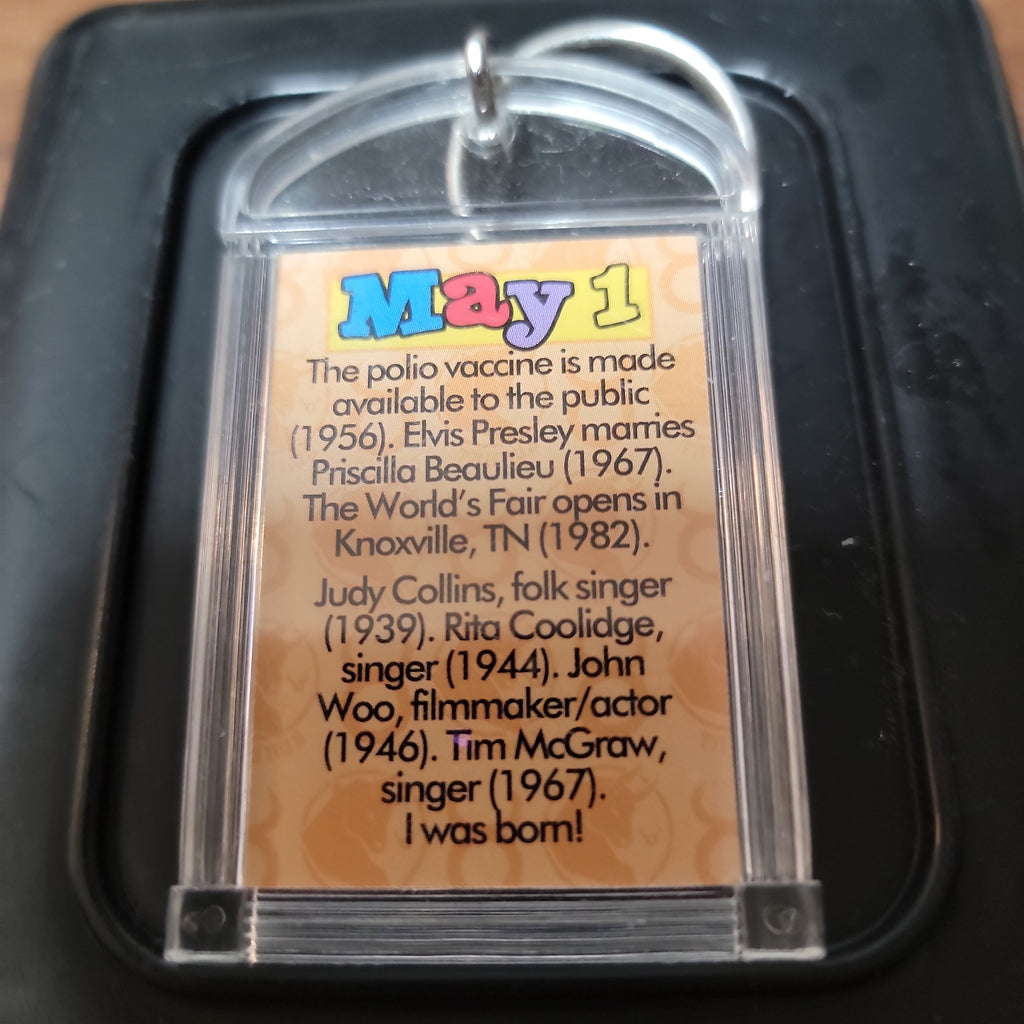 May 1
The polio vaccine is made
available to the public
(1956). Elvis Presley marries
Priscilla Beaulieu (1967).
The World's Fair opens in
Knoxville, TN (1982).
Judy Collins, folk singer
(1939). Rita Coolidge,
singer (1944). John
Woo, filmmaker/actor
(1946). Tim McGraw,
singer (1967).
I was born!